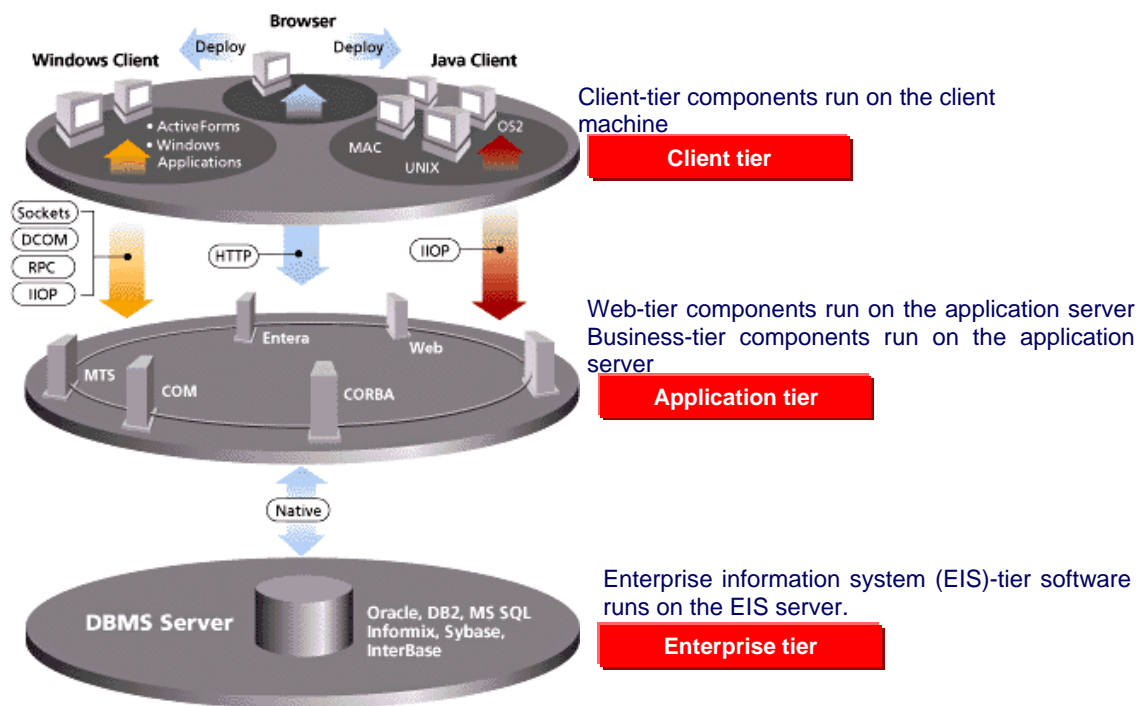 Browser
Deploy
Deploy
Windows Client
Java Client
• ActiveForms
• Windows
Applications
MAC
UNIX
OS2
Client-tier components run on the client
machine
Client tier
Sockets
DCOM
RPC
IIOP
HTTP
IIOP
Entera
Web
MTS
COM
CORBA
Web-tier components run on the application server
Business-tier components run on the application
server
Application tier
Native
DBMS Server
Oracle, DB2, MS SQL
Informix, Sybase,
InterBase
Enterprise information system (EIS)-tier software
runs on the EIS server.
Enterprise tier